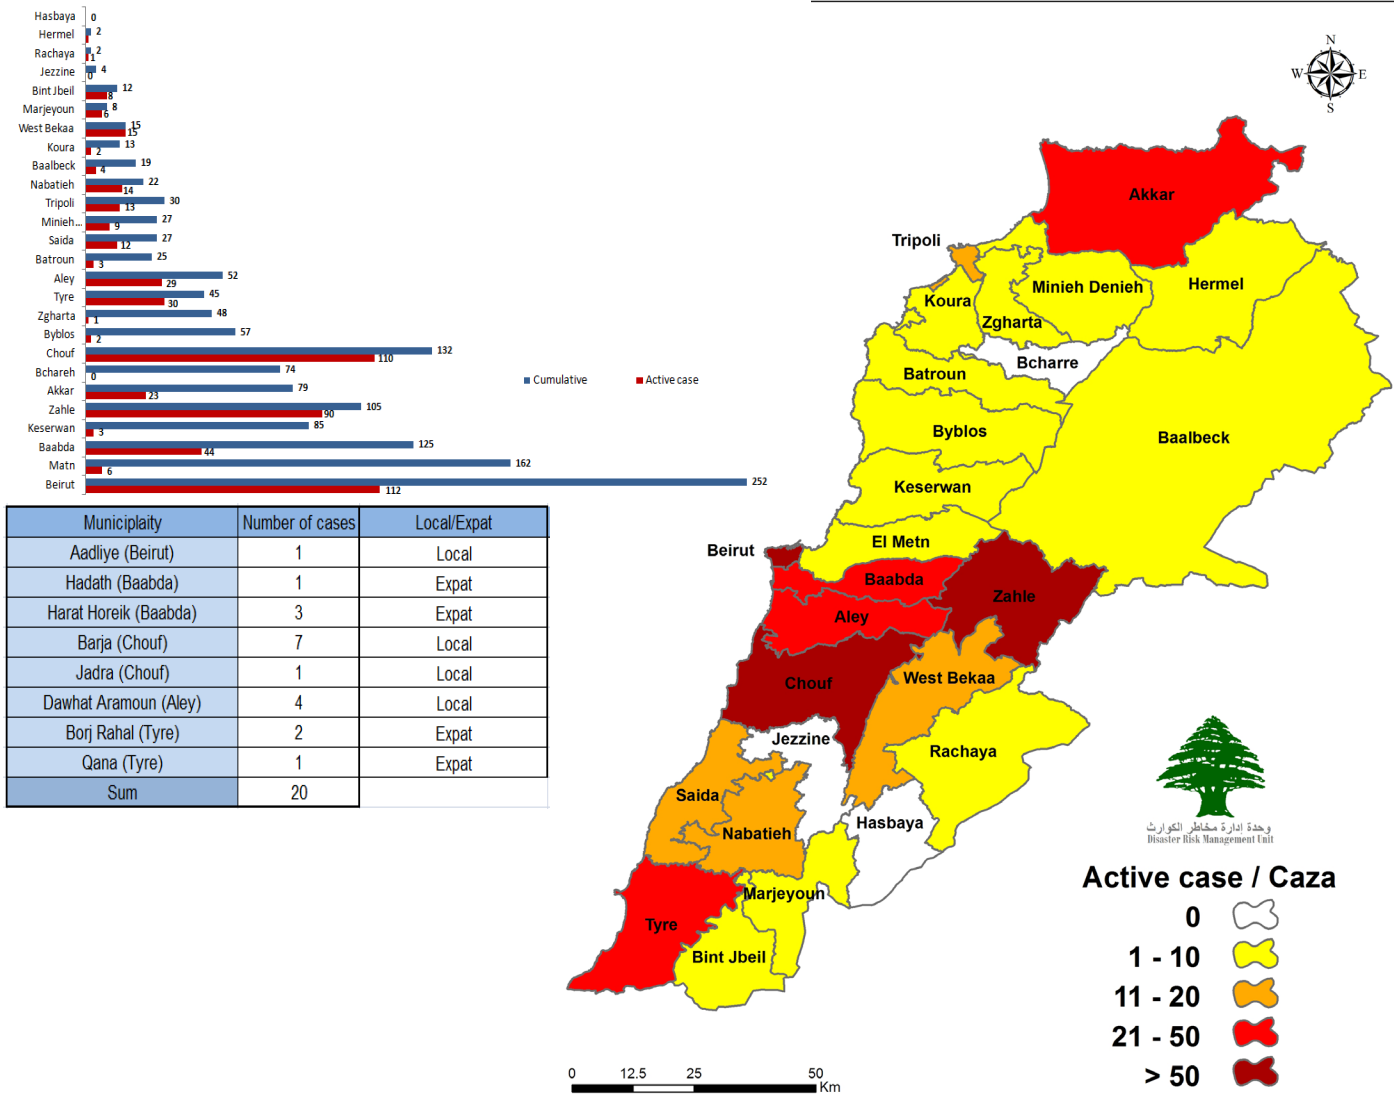 Hasbaya 0
Hermel 2
Rachaya 2 1
Jezzine 4 0
Bint Jbeil 12 8
Marjeyoun 8 6
West Bekaa 15 15
Koura 13 2
Baalbeck 19 4
Nabatieh 22 14
Tripoli 30 13
Minieh... 27 9
Saida 27 12
Batroun 25 3
Aley 52 29
Tyre 45 30
Zgharta 48 1
Byblos 57 2
Chouf 132 110
Bchareh 74 0
Akkar 79 23
Zahle 105 90
Keserwan 85 3
Baabda 125 44
Matn 162 6
Beirut 252 112
Cumulative Active case
Municiplaity Number of cases Local/Expat
Aadliye (Beirut) 1 Local
Hadath (Baabda) 1 Expat
Harat Horeik (Baabda) 3 Expat
Barja (Chouf) 7 Local
Jadra (Chouf) 1 Local
Dawhat Aramoun (Aley) 4 Local
Borj Rahal (Tyre) 2 Expat
Qana (Tyre) 1 Expat
Sum 20
N
W E
S
Akkar
Tripoli
Minieh Denieh
Hermel
Koura
Zgharta
Bcharre
Batroun
Byblos
Baalbeck
Keserwan
El Metn
Beirut
Baabda
Zahle
Aley
West Bekaa
Chouf
Jezzine
Rachaya
Saida
Hasbaya
Nabatieh
Marjeyoun
Tyre
Bint Jbeil
وحدة إدارة مخاطر الكوارث
Disaster Risk Management Unit
Active case / Caza
0
1 - 10
11 - 20
21 - 50
> 50
0 12.5 25 50
Km